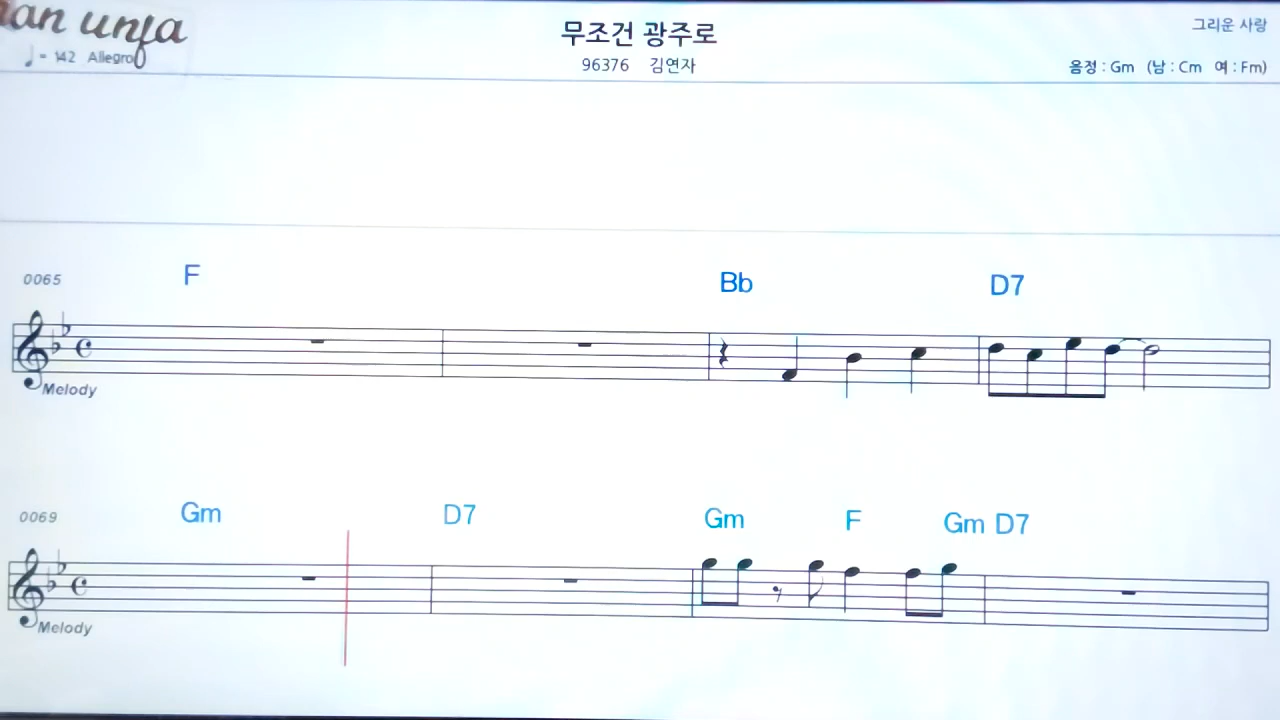 무조건 광주로
그리운 사랑
♩ = 142 Allegro
96376 김연자
음정 : Gm (남 : Cm 여 : Fm)
0065 F Bb D7
Melody
0069 Gm D7 Gm F Gm D7
Melody